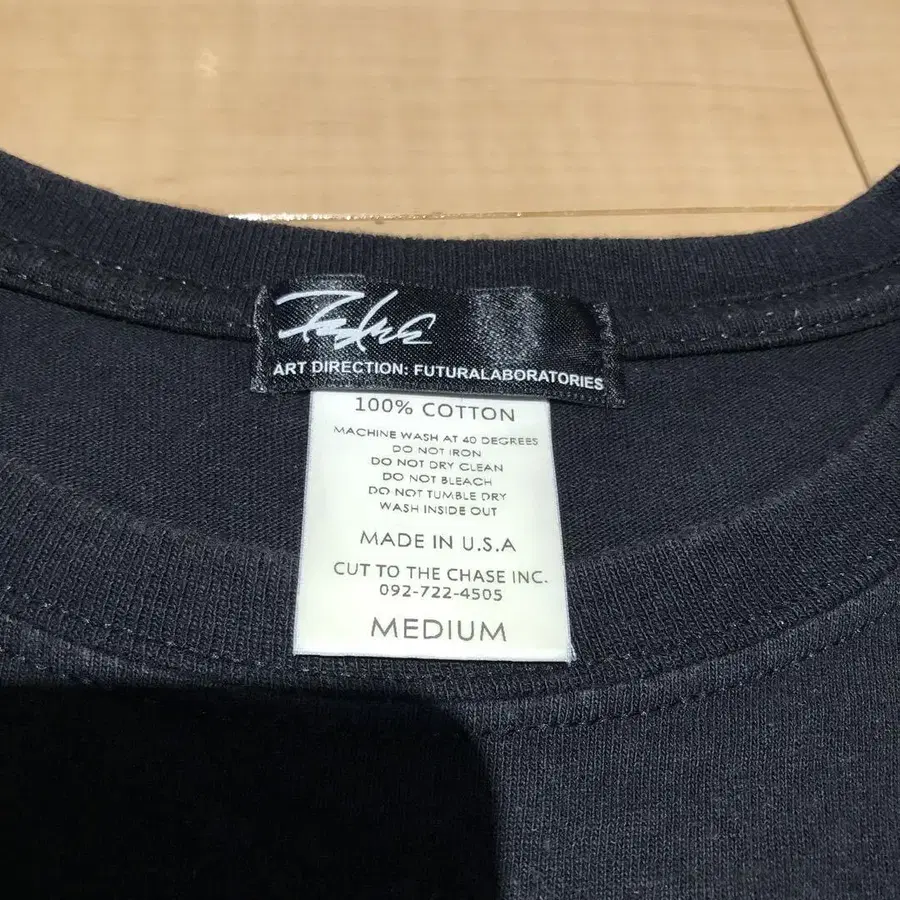 Futura
ART DIRECTION: FUTURALABORATORIES
100% COTTON
MACHINE WASH AT 40 DEGREES
DO NOT IRON
DO NOT DRY CLEAN
DO NOT BLEACH
DO NOT TUMBLE DRY
WASH INSIDE OUT
MADE IN U.S.A
CUT TO THE CHASE INC.
092-722-4505
MEDIUM